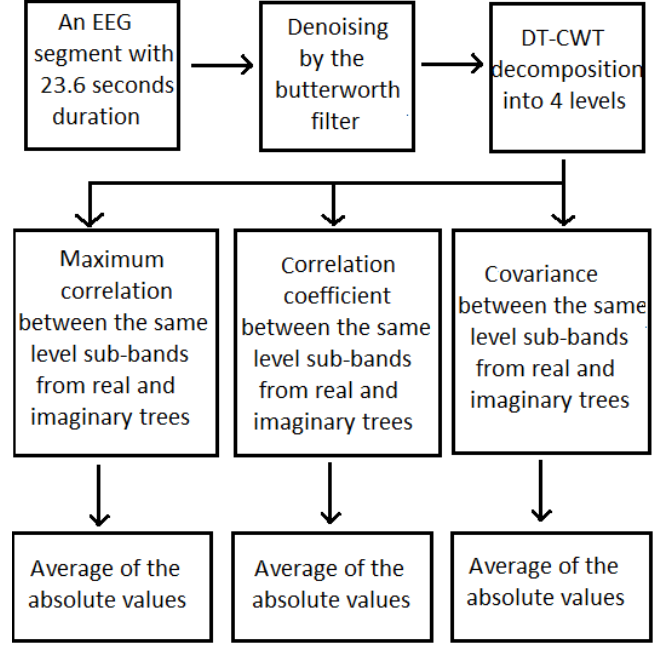 An EEG
segment with
23.6 seconds
duration
Denoising
by the
butterworth
filter
DT-CWT
decomposition
into 4 levels
Maximum
correlation
between the same
level sub-bands
from real and
imaginary trees
Correlation
coefficient
between the same
level sub-bands
from real and
imaginary trees
Covariance
between the same
level sub-bands
from real and
imaginary trees
Average of the
absolute values
Average of the
absolute values
Average of the
absolute values